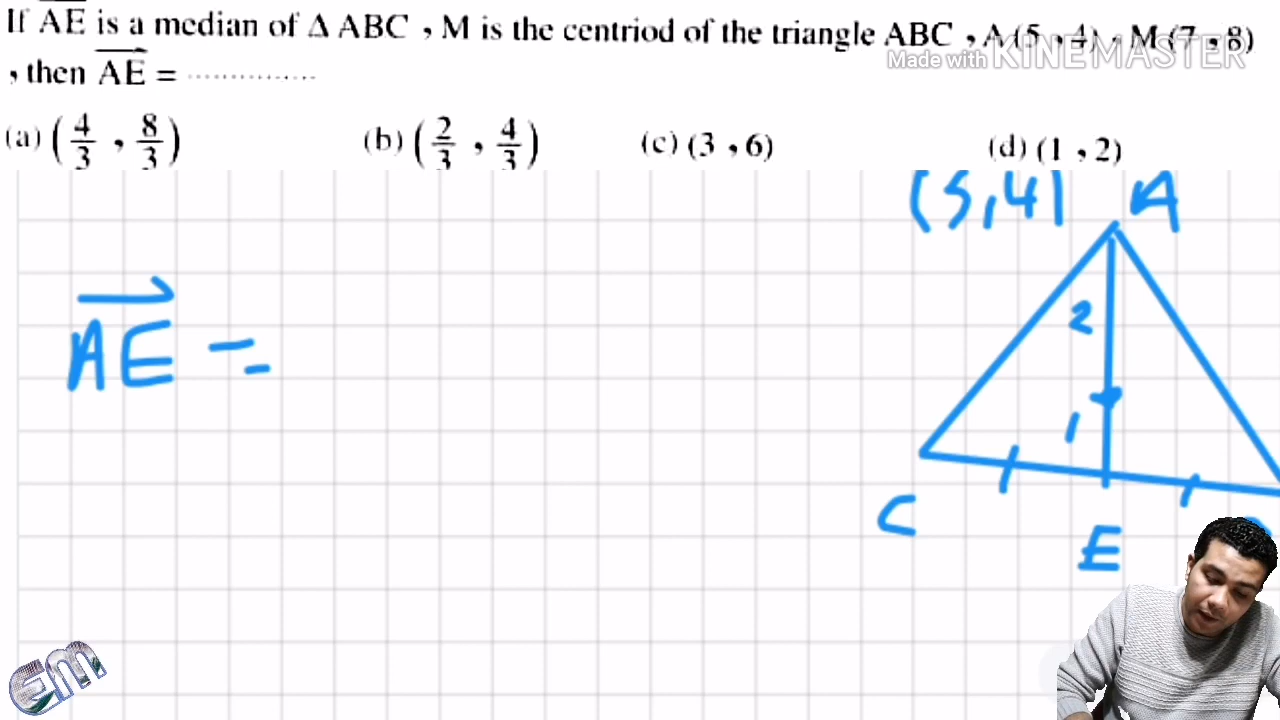 If AE is a median of Δ ABC , M is the centriod of the triangle ABC , A (5 , 4) , M (7 , 8)
Made with KINEMASTER
, then AE = ...............
(a) (4/3 , 8/3) (b) (2/3 , 4/3) (c) (3 , 6) (d) (1 , 2)
(5,4) A
AE =
2
1
C
E
GM